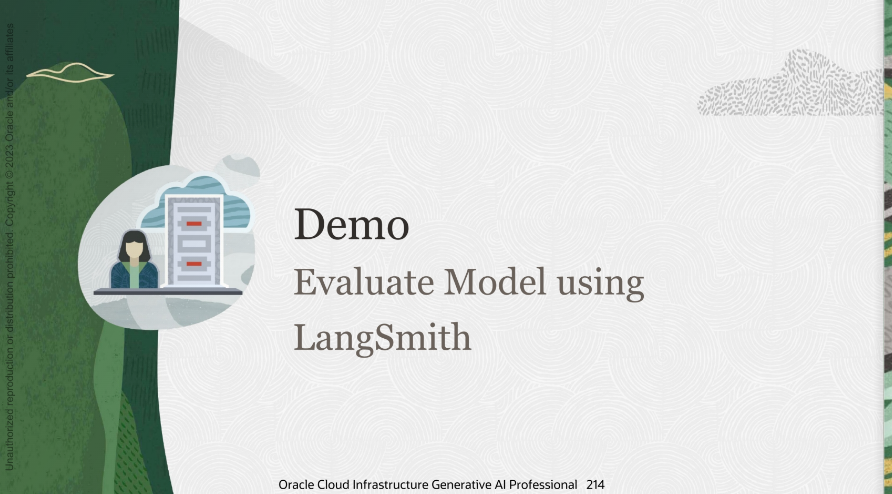 Unauthorized reproduction or distribution prohibited. Copyright © 2023 Oracle and/or its affiliates
Demo
Evaluate Model using
LangSmith
Oracle Cloud Infrastructure Generative AI Professional 214